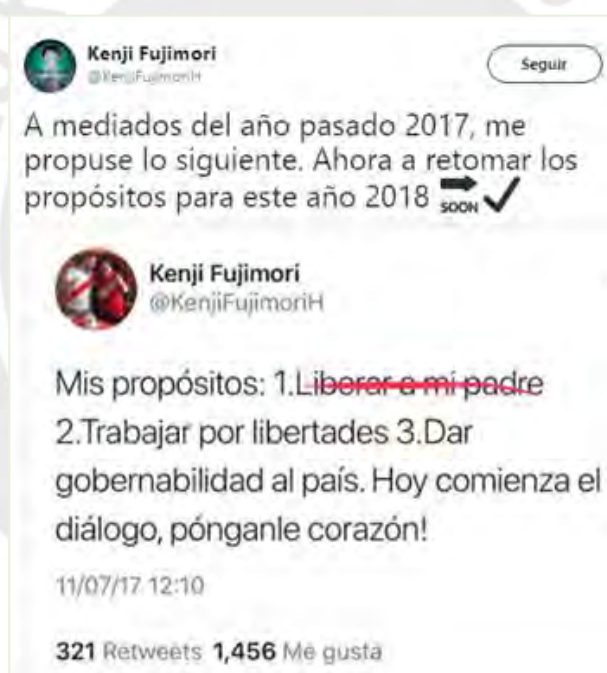 Kenji Fujimori
@KenjiFujimoriH
Seguir
A mediados del año pasado 2017, me
propuse lo siguiente. Ahora a retomar los
propósitos para este año 2018 SOON
Kenji Fujimori
@KenjiFujimoriH
Mis propósitos: 1.Liberar a mi padre
2.Trabajar por libertades 3.Dar
gobernabilidad al país. Hoy comienza el
diálogo, pónganle corazón!
11/07/17 12:10
321 Retweets 1,456 Me gusta